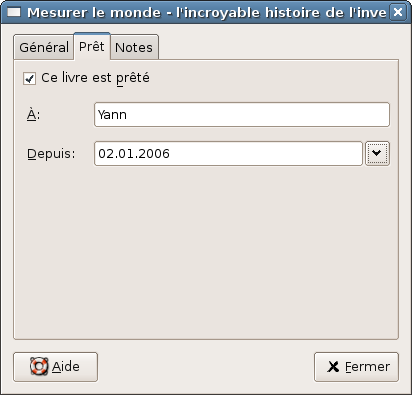 Mesurer le monde - l'incroyable histoire de l'inve
Général Prêt Notes
Ce livre est prêté
À: Yann
Depuis: 02.01.2006
Aide Fermer